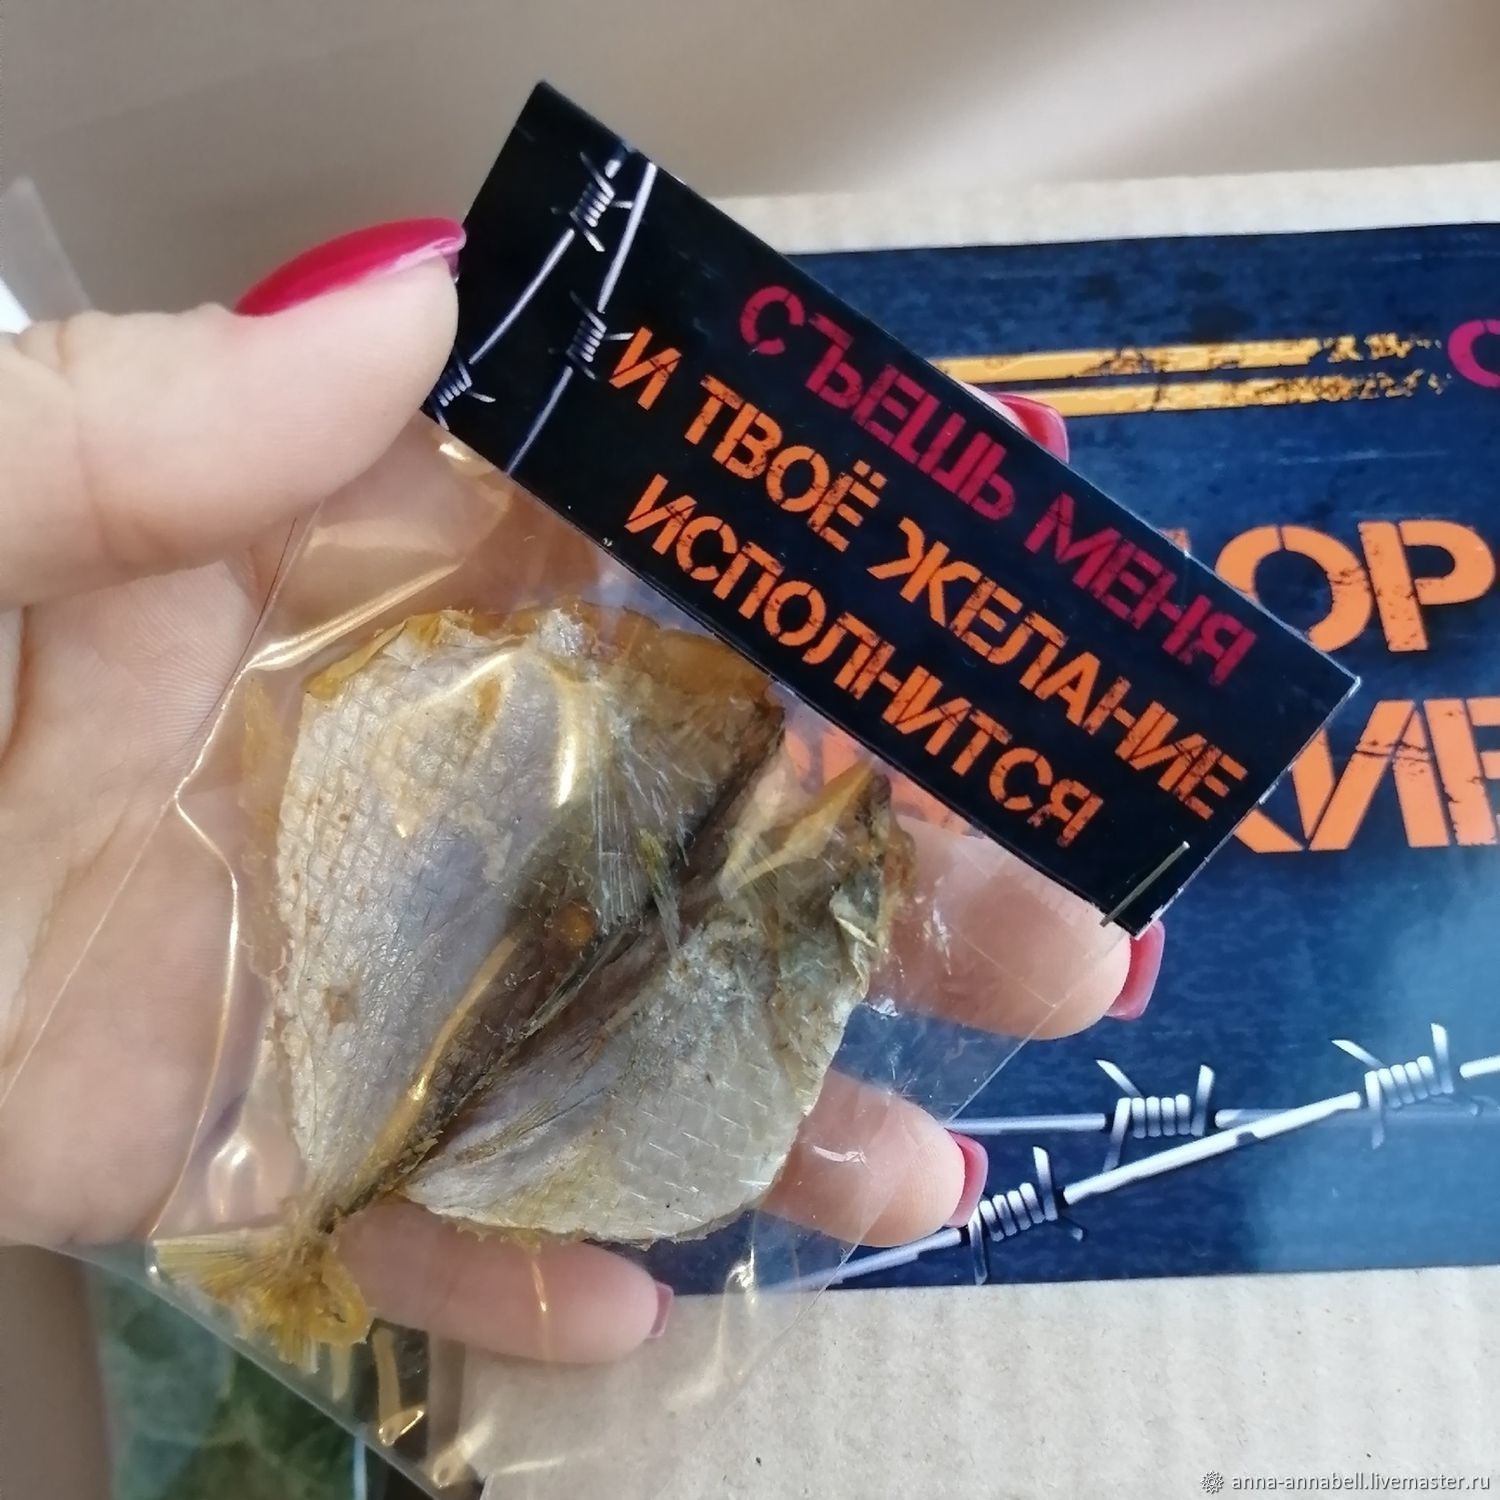 СЪЕШЬ МЕНЯ
И ТВОЁ ЖЕЛАНИЕ
ИСПОЛНИТСЯ
anna-annabell.livemaster.ru